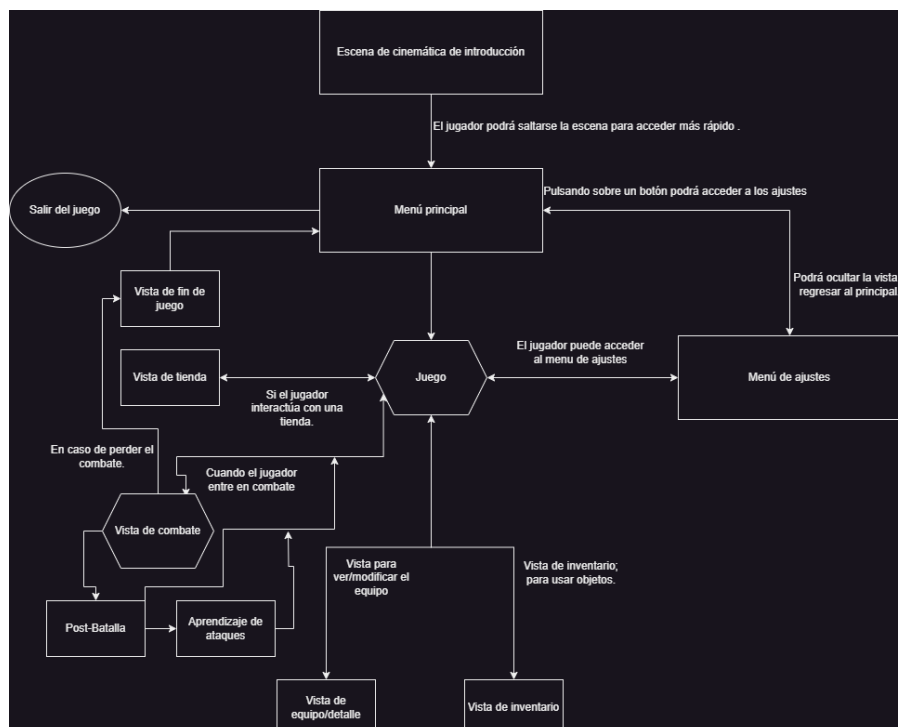 Escena de cinemática de introducción
El jugador podrá saltarse la escena para acceder más rápido .
Pulsando sobre un botón podrá acceder a los ajustes
Salir del juego
Menú principal
Vista de fin de
juego
Podrá ocultar la vista
regresar al principal
El jugador puede acceder
al menu de ajustes
Vista de tienda
Juego
Menú de ajustes
Si el jugador
interactúa con una
tienda.
En caso de perder el
combate.
Cuando el jugador
entre en combate
Vista de combate
Vista para
ver/modificar el
equipo
Vista de inventario;
para usar objetos.
Post-Batalla
Aprendizaje de
ataques
Vista de
equipo/detalle
Vista de inventario